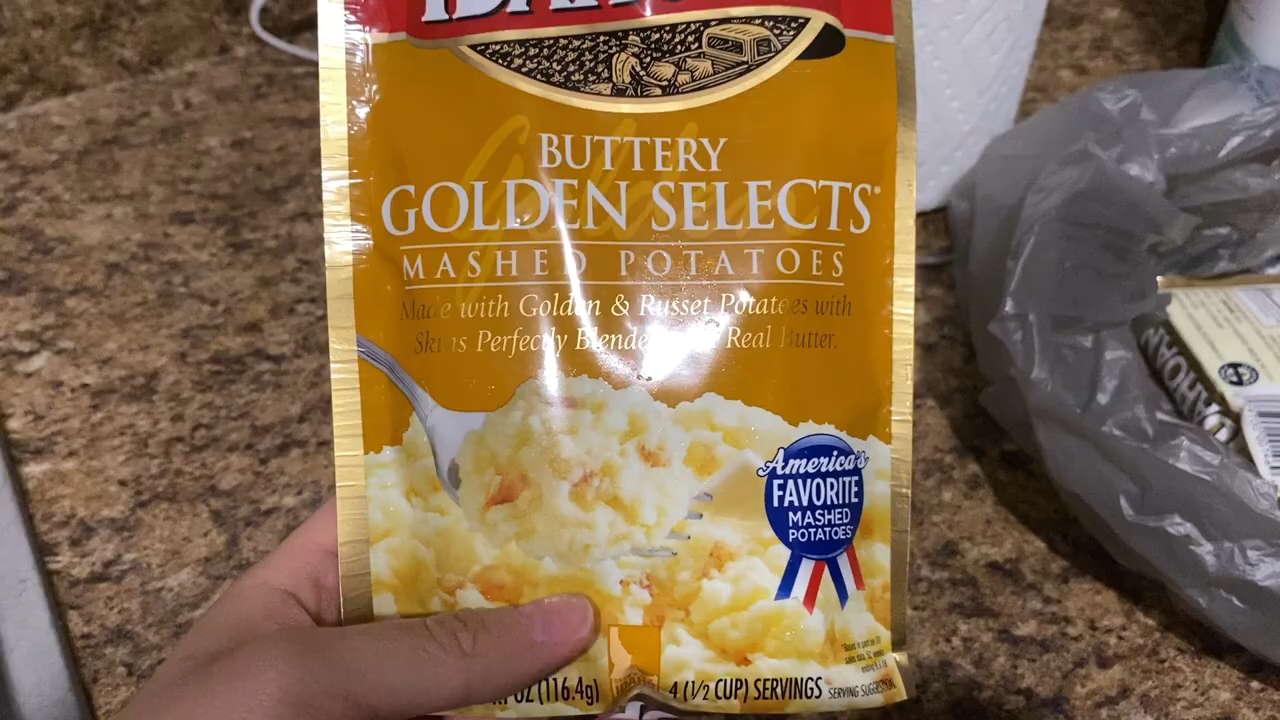 BUTTERY
GOLDEN SELECTS
MASHED POTATOES
Made with Golden & Russet Potatoes with
Skins Perfectly Blended Real Butter.
America's
FAVORITE
MASHED
POTATOES
OZ (116.4g)
4 (1/2 CUP) SERVINGS
SERVING SUGGESTION
IDAHOAN